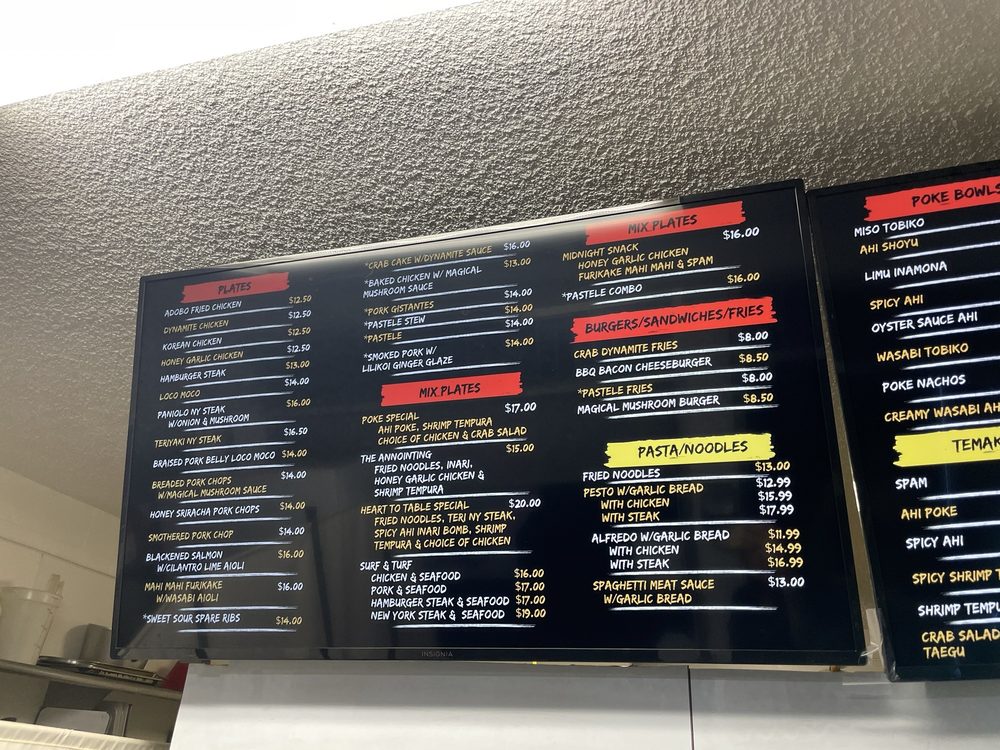 PLATES
ADOBO FRIED CHICKEN $12.50
DYNAMITE CHICKEN $12.50
KOREAN CHICKEN $12.50
HONEY GARLIC CHICKEN $12.50
HAMBURGER STEAK $13.00
LOCO MOCO $14.00
PANIOLO NY STEAK $16.00
W/ONION & MUSHROOM
TERIYAKI NY STEAK $16.50
BRAISED PORK BELLY LOCO MOCO $14.00
BREADED PORK CHOPS $14.00
W/MAGICAL MUSHROOM SAUCE
HONEY SRIRACHA PORK CHOPS $14.00
SMOTHERED PORK CHOP $14.00
BLACKENED SALMON $16.00
W/CILANTRO LIME AIOLI
MAHI MAHI FURIKAKE $16.00
W/WASABI AIOLI
*SWEET SOUR SPARE RIBS $14.00
*CRAB CAKE W/DYNAMITE SAUCE $16.00
*BAKED CHICKEN W/ MAGICAL $13.00
MUSHROOM SAUCE
*PORK GISTANTES $14.00
*PASTELE STEW $14.00
*PASTELE $14.00
*SMOKED PORK W/ $14.00
LILIKOI GINGER GLAZE
MIX PLATES
POKE SPECIAL $17.00
AHI POKE, SHRIMP TEMPURA
CHOICE OF CHICKEN & CRAB SALAD
THE ANNOINTING $15.00
FRIED NOODLES, INARI,
HONEY GARLIC CHICKEN &
SHRIMP TEMPURA
HEART TO TABLE SPECIAL $20.00
FRIED NOODLES, TERI NY STEAK,
SPICY AHI INARI BOMB, SHRIMP
TEMPURA & CHOICE OF CHICKEN
SURF & TURF
CHICKEN & SEAFOOD $16.00
PORK & SEAFOOD $17.00
HAMBURGER STEAK & SEAFOOD $17.00
NEW YORK STEAK & SEAFOOD $19.00
MIX PLATES
MIDNIGHT SNACK $16.00
HONEY GARLIC CHICKEN
FURIKAKE MAHI MAHI & SPAM
*PASTELE COMBO $16.00
BURGERS/SANDWICHES/FRIES
CRAB DYNAMITE FRIES $8.00
BBQ BACON CHEESEBURGER $8.50
*PASTELE FRIES $8.00
MAGICAL MUSHROOM BURGER $8.50
PASTA/NOODLES
FRIED NOODLES $13.00
PESTO W/GARLIC BREAD $12.99
WITH CHICKEN $15.99
WITH STEAK $17.99
ALFREDO W/GARLIC BREAD $11.99
WITH CHICKEN $14.99
WITH STEAK $16.99
SPAGHETTI MEAT SAUCE $13.00
W/GARLIC BREAD
INSIGNIA
POKE BOWLS
MISO TOBIKO
AHI SHOYU
LIMU INAMONA
SPICY AHI
OYSTER SAUCE AHI
WASABI TOBIKO
POKE NACHOS
CREAMY WASABI AH
TEMAK
SPAM
AHI POKE
SPICY AHI
SPICY SHRIMP T
SHRIMP TEMPU
CRAB SALAD
TAEGU